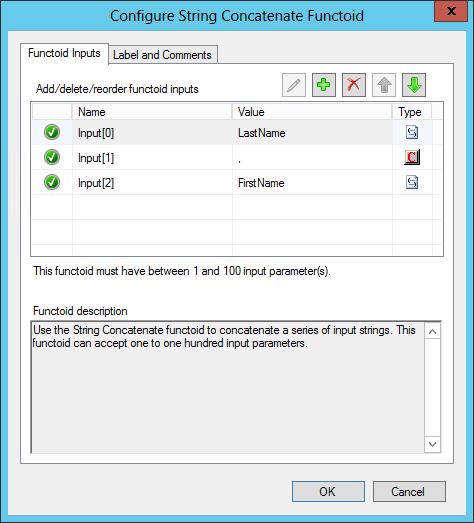 Configure String Concatenate Functoid
x
Functoid Inputs Label and Comments
Add/delete/reorder functoid inputs
Name Value Type
Input[0] LastName
Input[1] , C
Input[2] FirstName
This functoid must have between 1 and 100 input parameter(s).
Functoid description
Use the String Concatenate functoid to concatenate a series of input strings. This
functoid can accept one to one hundred input parameters.
OK Cancel